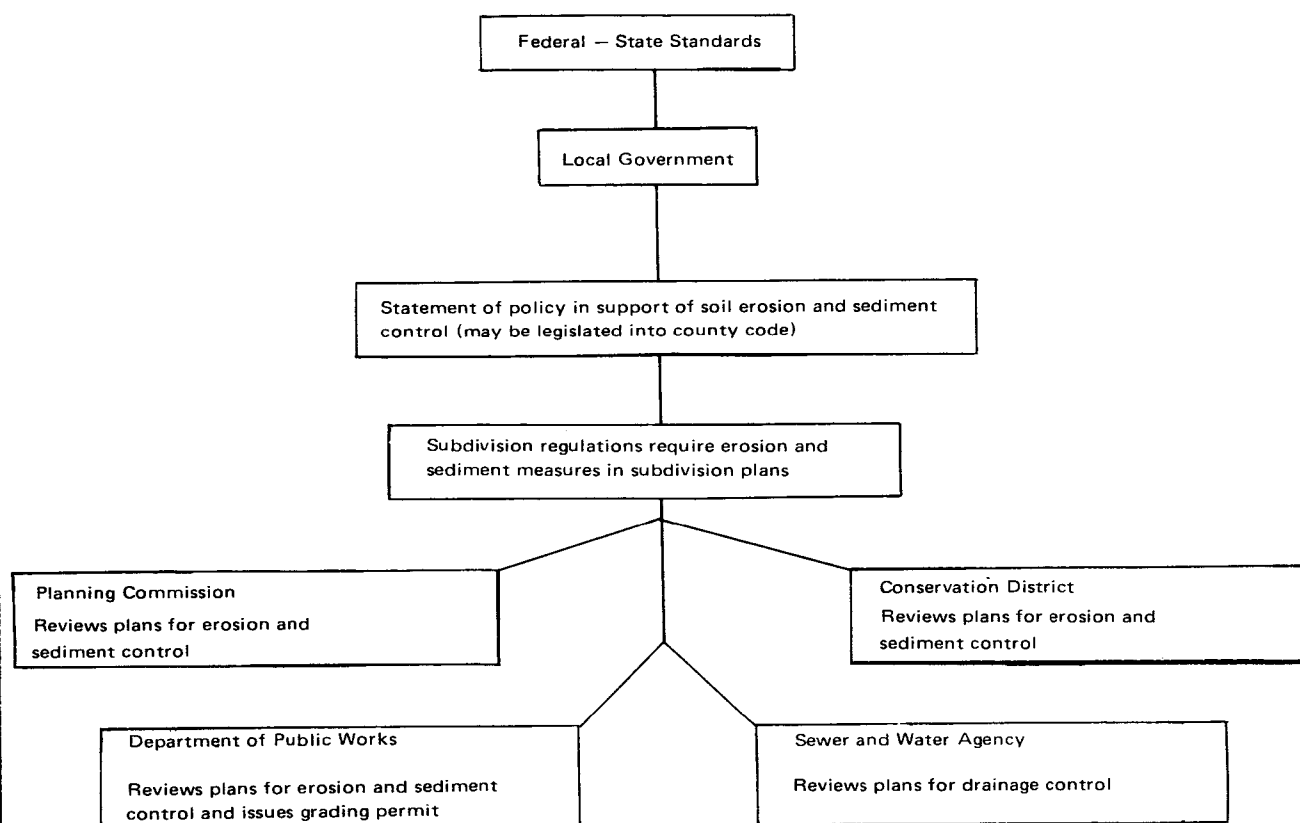 Federal — State Standards
Local Government
Statement of policy in support of soil erosion and sediment
control (may be legislated into county code)
Subdivision regulations require erosion and
sediment measures in subdivision plans
Planning Commission
Reviews plans for erosion and
sediment control
Conservation District
Reviews plans for erosion and
sediment control
Department of Public Works
Reviews plans for erosion and sediment
control and issues grading permit
Sewer and Water Agency
Reviews plans for drainage control